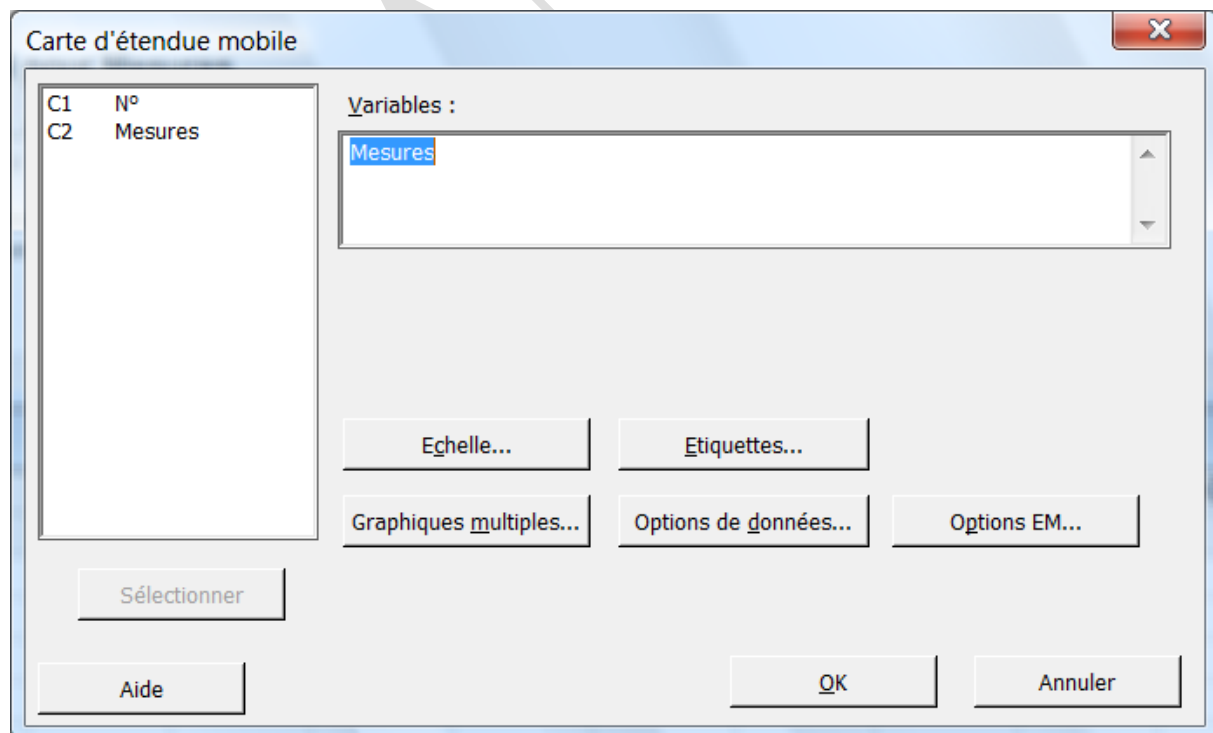 Carte d'étendue mobile
C1 Nº
C2 Mesures
Variables :
Mesures
Echelle...
Etiquettes...
Graphiques multiples...
Options de données...
Options EM...
Sélectionner
Aide
OK
Annuler